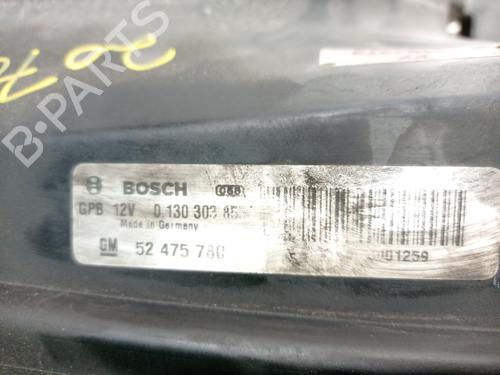 B-PARTS
BOSCH
GPB 12V 0 130 303
Made in Germany
GM 52 475 780